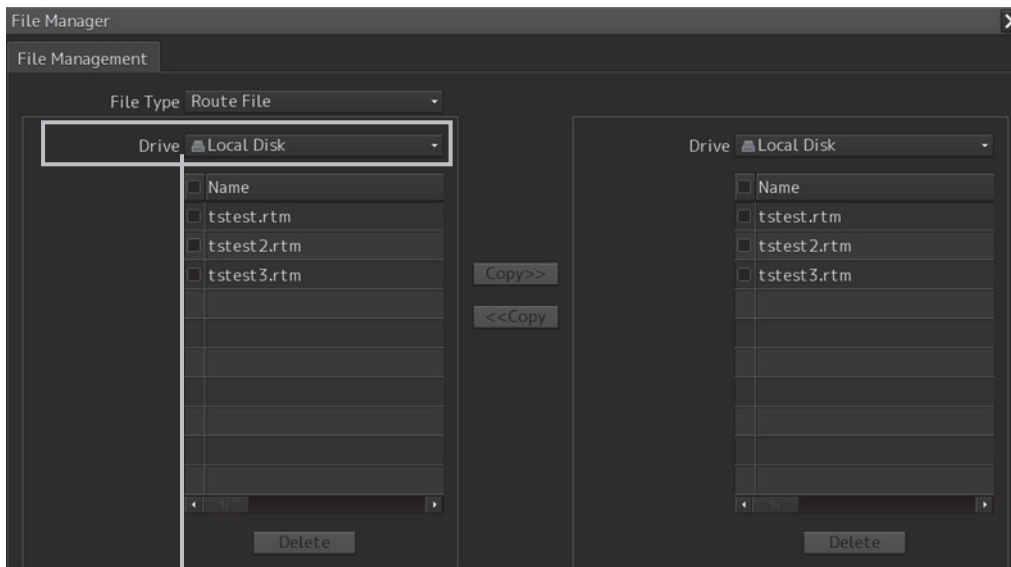 File Manager
File Management
File Type Route File
Drive Local Disk
Name
tstest.rtm
tstest2.rtm
tstest3.rtm
Delete
Copy>>
<<Copy
Drive Local Disk
Name
tstest.rtm
tstest2.rtm
tstest3.rtm
Delete